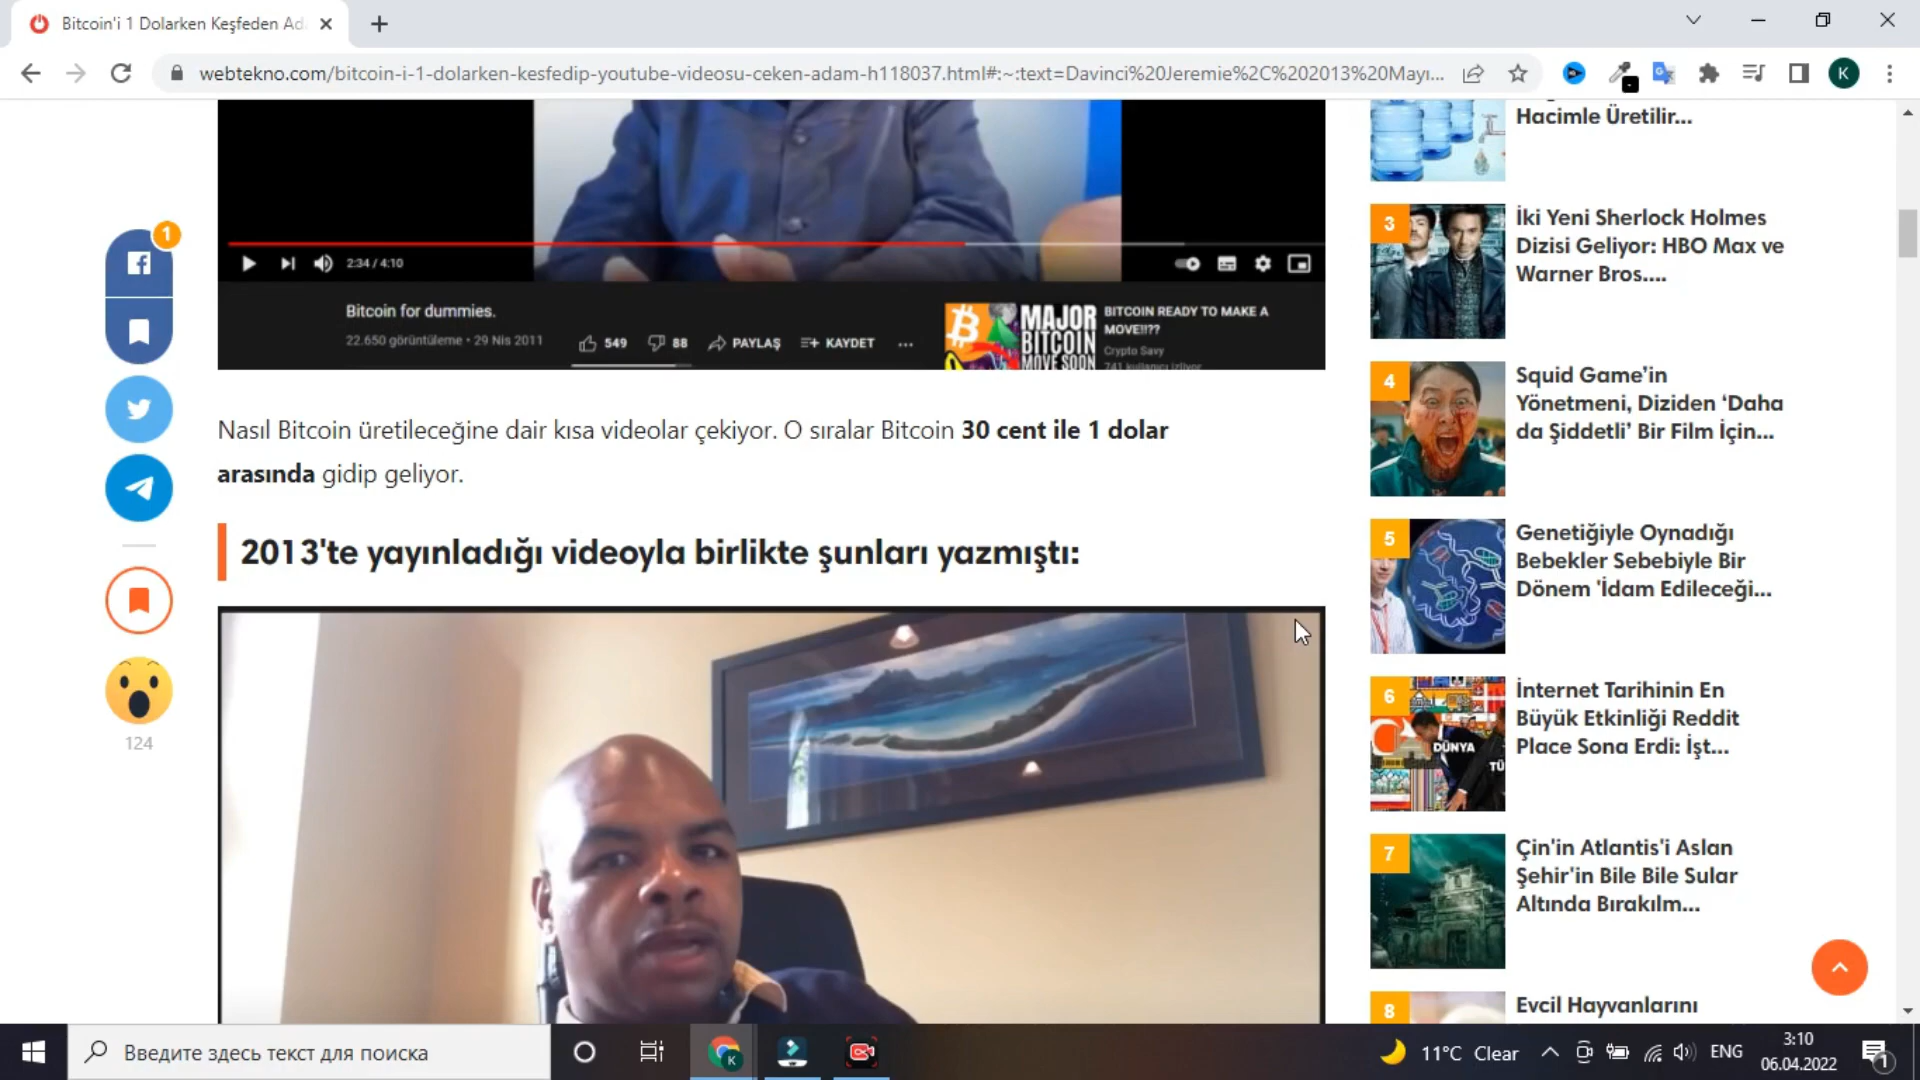 Bitcoin'i 1 Dolarken Keşfeden Ad
webtekno.com/bitcoin-i-1-dolarken-kesfedip-youtube-videosu-ceken-adam-h118037.html#:~:text=Davinci%20Jeremie%2C%202013%20Mayı...
K
1
124
2:34 / 4:10
Bitcoin for dummies.
22.650 görüntüleme • 29 Nis 2011
549
88
PAYLAŞ
KAYDET
...
MAJOR
BITCOIN
MOVE SOON
BITCOIN READY TO MAKE A
MOVE!!??
Crypto Savy
741 kullanıcı izliyor
Nasıl Bitcoin üretileceğine dair kısa videolar çekiyor. O sıralar Bitcoin 30 cent ile 1 dolar
arasında gidip geliyor.
2013'te yayınladığı videoyla birlikte şunları yazmıştı:
Hacimle Üretilir...
3
İki Yeni Sherlock Holmes
Dizisi Geliyor: HBO Max ve
Warner Bros....
4
Squid Game'in
Yönetmeni, Diziden ‘Daha
da Şiddetli’ Bir Film İçin...
5
Genetiğiyle Oynadığı
Bebekler Sebebiyle Bir
Dönem 'İdam Edileceği...
6
DÜNYA
TÜ
İnternet Tarihinin En
Büyük Etkinliği Reddit
Place Sona Erdi: İşt...
7
Çin'in Atlantis'i Aslan
Şehir'in Bile Bile Sular
Altında Bırakılm...
8
Evcil Hayvanlarını
Введите здесь текст для поиска
K
11°C Clear
ENG
3:10
06.04.2022
1